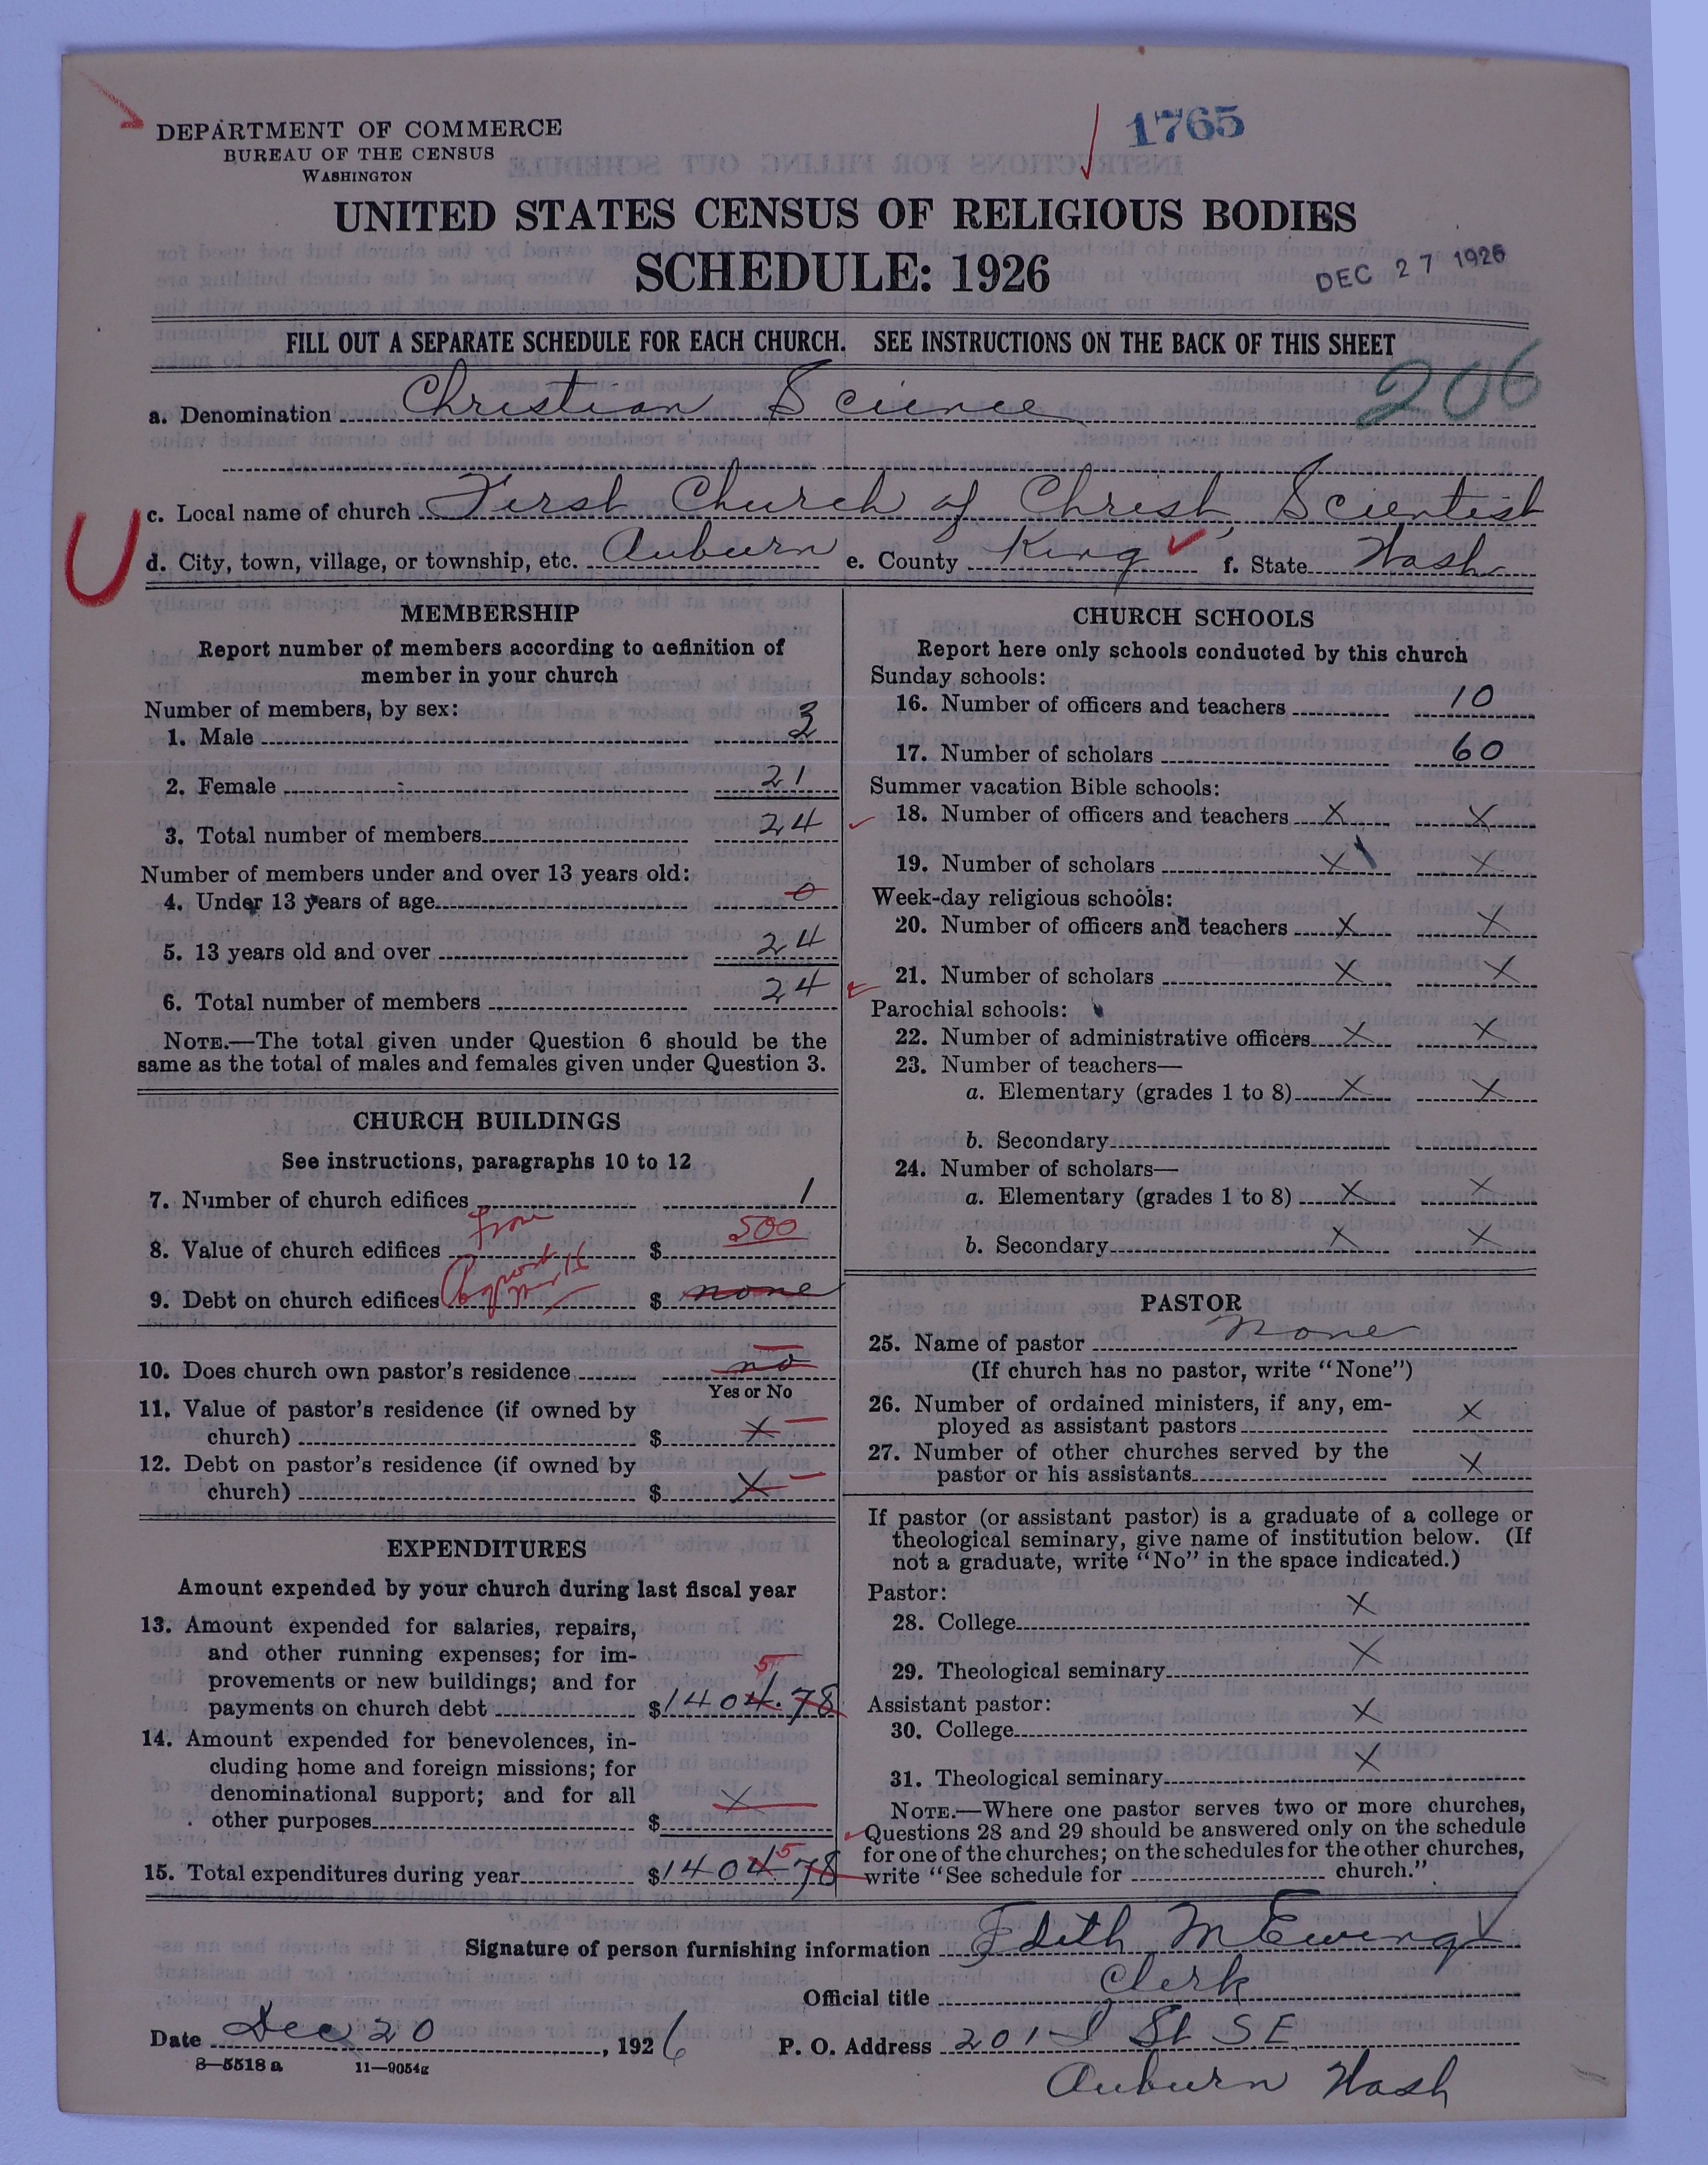 DEPARTMENT OF COMMERCE
BUREAU OF THE CENSUS
WASHINGTON
1765
UNITED STATES CENSUS OF RELIGIOUS BODIES
SCHEDULE: 1926
DEC 27 1926
FILL OUT A SEPARATE SCHEDULE FOR EACH CHURCH. SEE INSTRUCTIONS ON THE BACK OF THIS SHEET
206
a. Denomination Christian Science
c. Local name of church First Church of Christ, Scientist
d. City, town, village, or township, etc. Auburn e. County King f. State Wash
MEMBERSHIP
Report number of members according to definition of
member in your church
Number of members, by sex:
1. Male 3
2. Female 21
3. Total number of members 24
Number of members under and over 13 years old:
4. Under 13 years of age 0
5. 13 years old and over 24
6. Total number of members 24
NOTE.—The total given under Question 6 should be the
same as the total of males and females given under Question 3.
CHURCH BUILDINGS
See instructions, paragraphs 10 to 12
7. Number of church edifices 1
8. Value of church edifices $ 500
9. Debt on church edifices $ none
10. Does church own pastor's residence no
Yes or No
11. Value of pastor's residence (if owned by
church) $ X
12. Debt on pastor's residence (if owned by
church) $ X
EXPENDITURES
Amount expended by your church during last fiscal year
13. Amount expended for salaries, repairs,
and other running expenses; for im-
provements or new buildings; and for
5
payments on church debt $1404.78
14. Amount expended for benevolences, in-
cluding home and foreign missions; for
denominational support; and for all X
other purposes $
5
15. Total expenditures during year $1404 78
CHURCH SCHOOLS
Report here only schools conducted by this church
Sunday schools:
16. Number of officers and teachers 10
17. Number of scholars 60
Summer vacation Bible schools:
18. Number of officers and teachers X X
19. Number of scholars X X
Week-day religious schools:
20. Number of officers and teachers X X
21. Number of scholars X X
Parochial schools:
22. Number of administrative officers X X
23. Number of teachers—
a. Elementary (grades 1 to 8) X X
b. Secondary
24. Number of scholars—
a. Elementary (grades 1 to 8) X X
b. Secondary X X
PASTOR
25. Name of pastor None
(If church has no pastor, write "None")
26. Number of ordained ministers, if any, em-
ployed as assistant pastors X
27. Number of other churches served by the
pastor or his assistants X
If pastor (or assistant pastor) is a graduate of a college or
theological seminary, give name of institution below. (If
not a graduate, write "No" in the space indicated.)
Pastor:
28. College X
29. Theological seminary X
Assistant pastor:
30. College X
31. Theological seminary X
NOTE.—Where one pastor serves two or more churches,
Questions 28 and 29 should be answered only on the schedule
for one of the churches; on the schedules for the other churches,
write "See schedule for church."
Signature of person furnishing information Edith M Ewing
Official title Clerk
Date Dec 20, 1926 P. O. Address 201 I St SE
8—5518 a 11—9054g
Auburn Wash